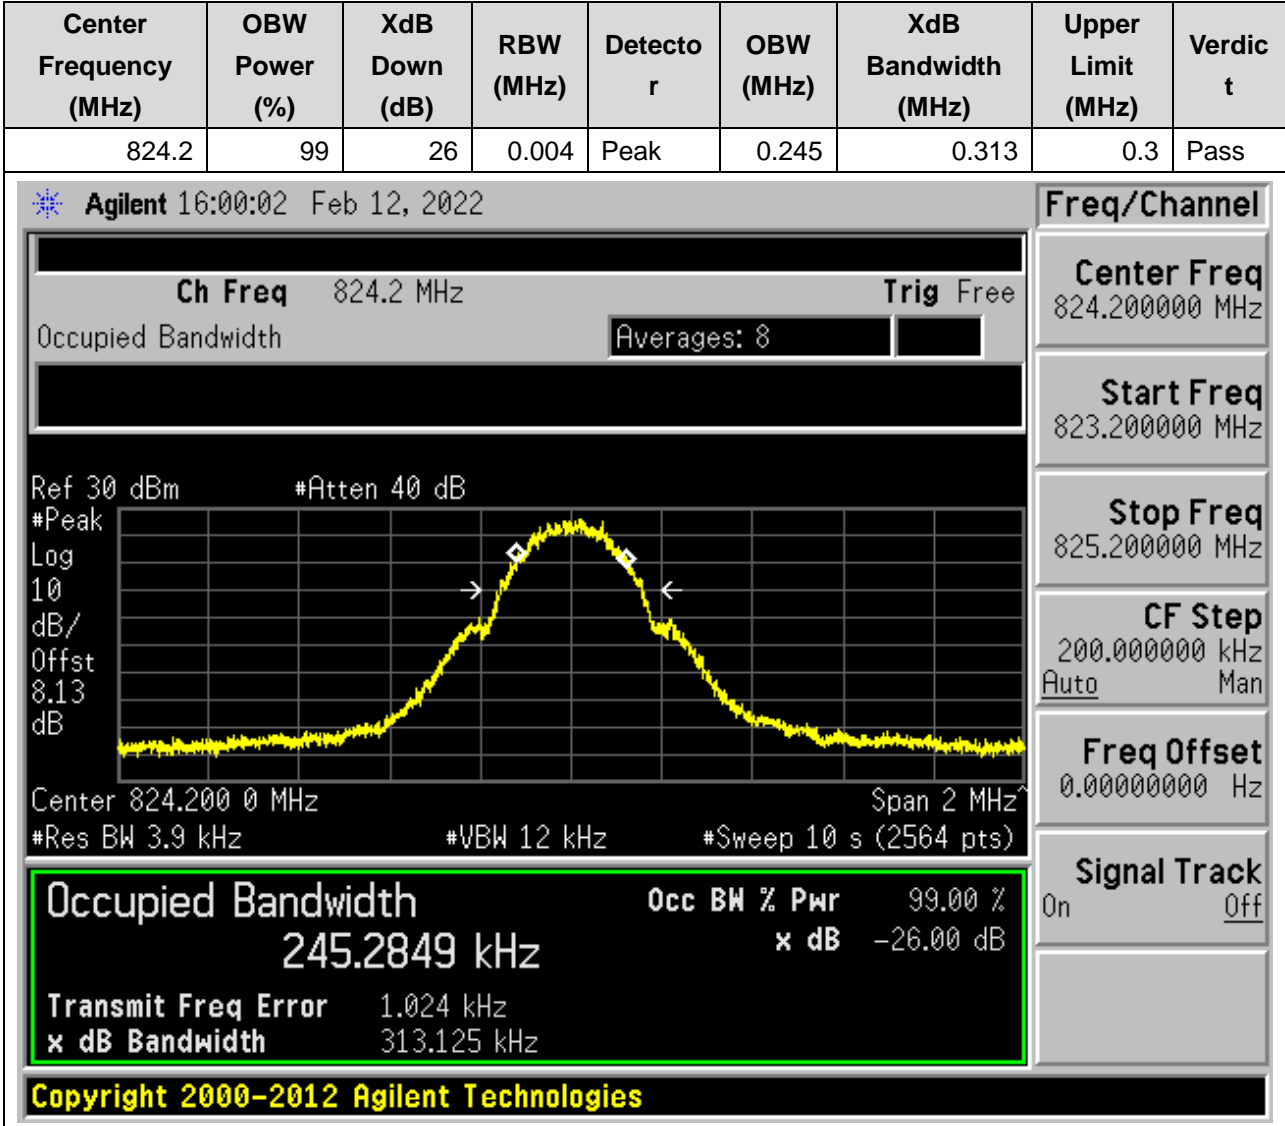 Center Frequency (MHz) OBW Power (%) XdB Down (dB) RBW (MHz) Detector OBW (MHz) XdB Bandwidth (MHz) Upper Limit (MHz) Verdict
824.2 99 26 0.004 Peak 0.245 0.313 0.3 Pass
Agilent 16:00:02 Feb 12, 2022
Freq/Channel
Ch Freq 824.2 MHz Trig Free
Occupied Bandwidth Averages: 8
Center Freq
824.200000 MHz
Start Freq
823.200000 MHz
Stop Freq
825.200000 MHz
CF Step
200.000000 kHz
Auto Man
Freq Offset
0.00000000 Hz
Signal Track
On Off
Ref 30 dBm #Atten 40 dB
#Peak
Log
10
dB/
Offst
8.13
dB
Center 824.200 0 MHz Span 2 MHz^
#Res BW 3.9 kHz #VBW 12 kHz #Sweep 10 s (2564 pts)
Occupied Bandwidth Occ BW % Pwr 99.00 %
245.2849 kHz x dB -26.00 dB
Transmit Freq Error 1.024 kHz
x dB Bandwidth 313.125 kHz
Copyright 2000-2012 Agilent Technologies